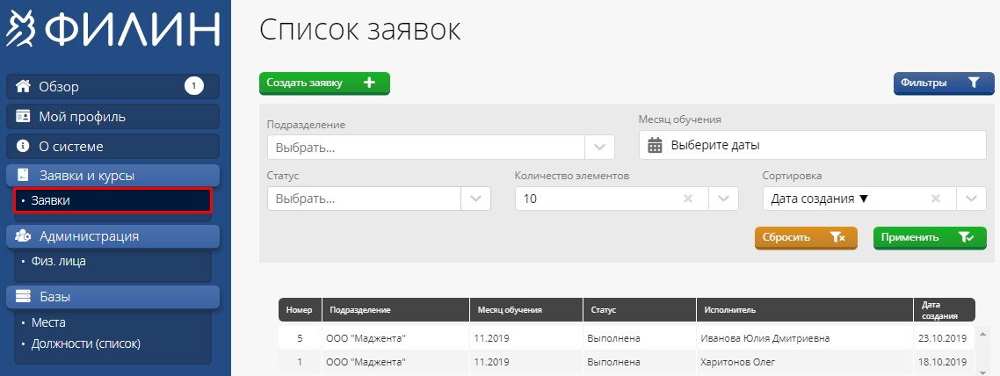 ФИЛИН
Обзор 1
Мой профиль
О системе
Заявки и курсы
• Заявки
Администрация
• Физ. лица
Базы
• Места
• Должности (список)
Список заявок
Создать заявку +
Фильтры
Подразделение
Выбрать...
Месяц обучения
Выберите даты
Статус
Выбрать...
Количество элементов
10
Сортировка
Дата создания ▼
Сбросить
Применить
Номер Подразделение Месяц обучения Статус Исполнитель Дата создания
5 ООО "Маджента" 11.2019 Выполнена Иванова Юлия Дмитриевна 23.10.2019
1 ООО "Маджента" 11.2019 Выполнена Харитонов Олег 18.10.2019